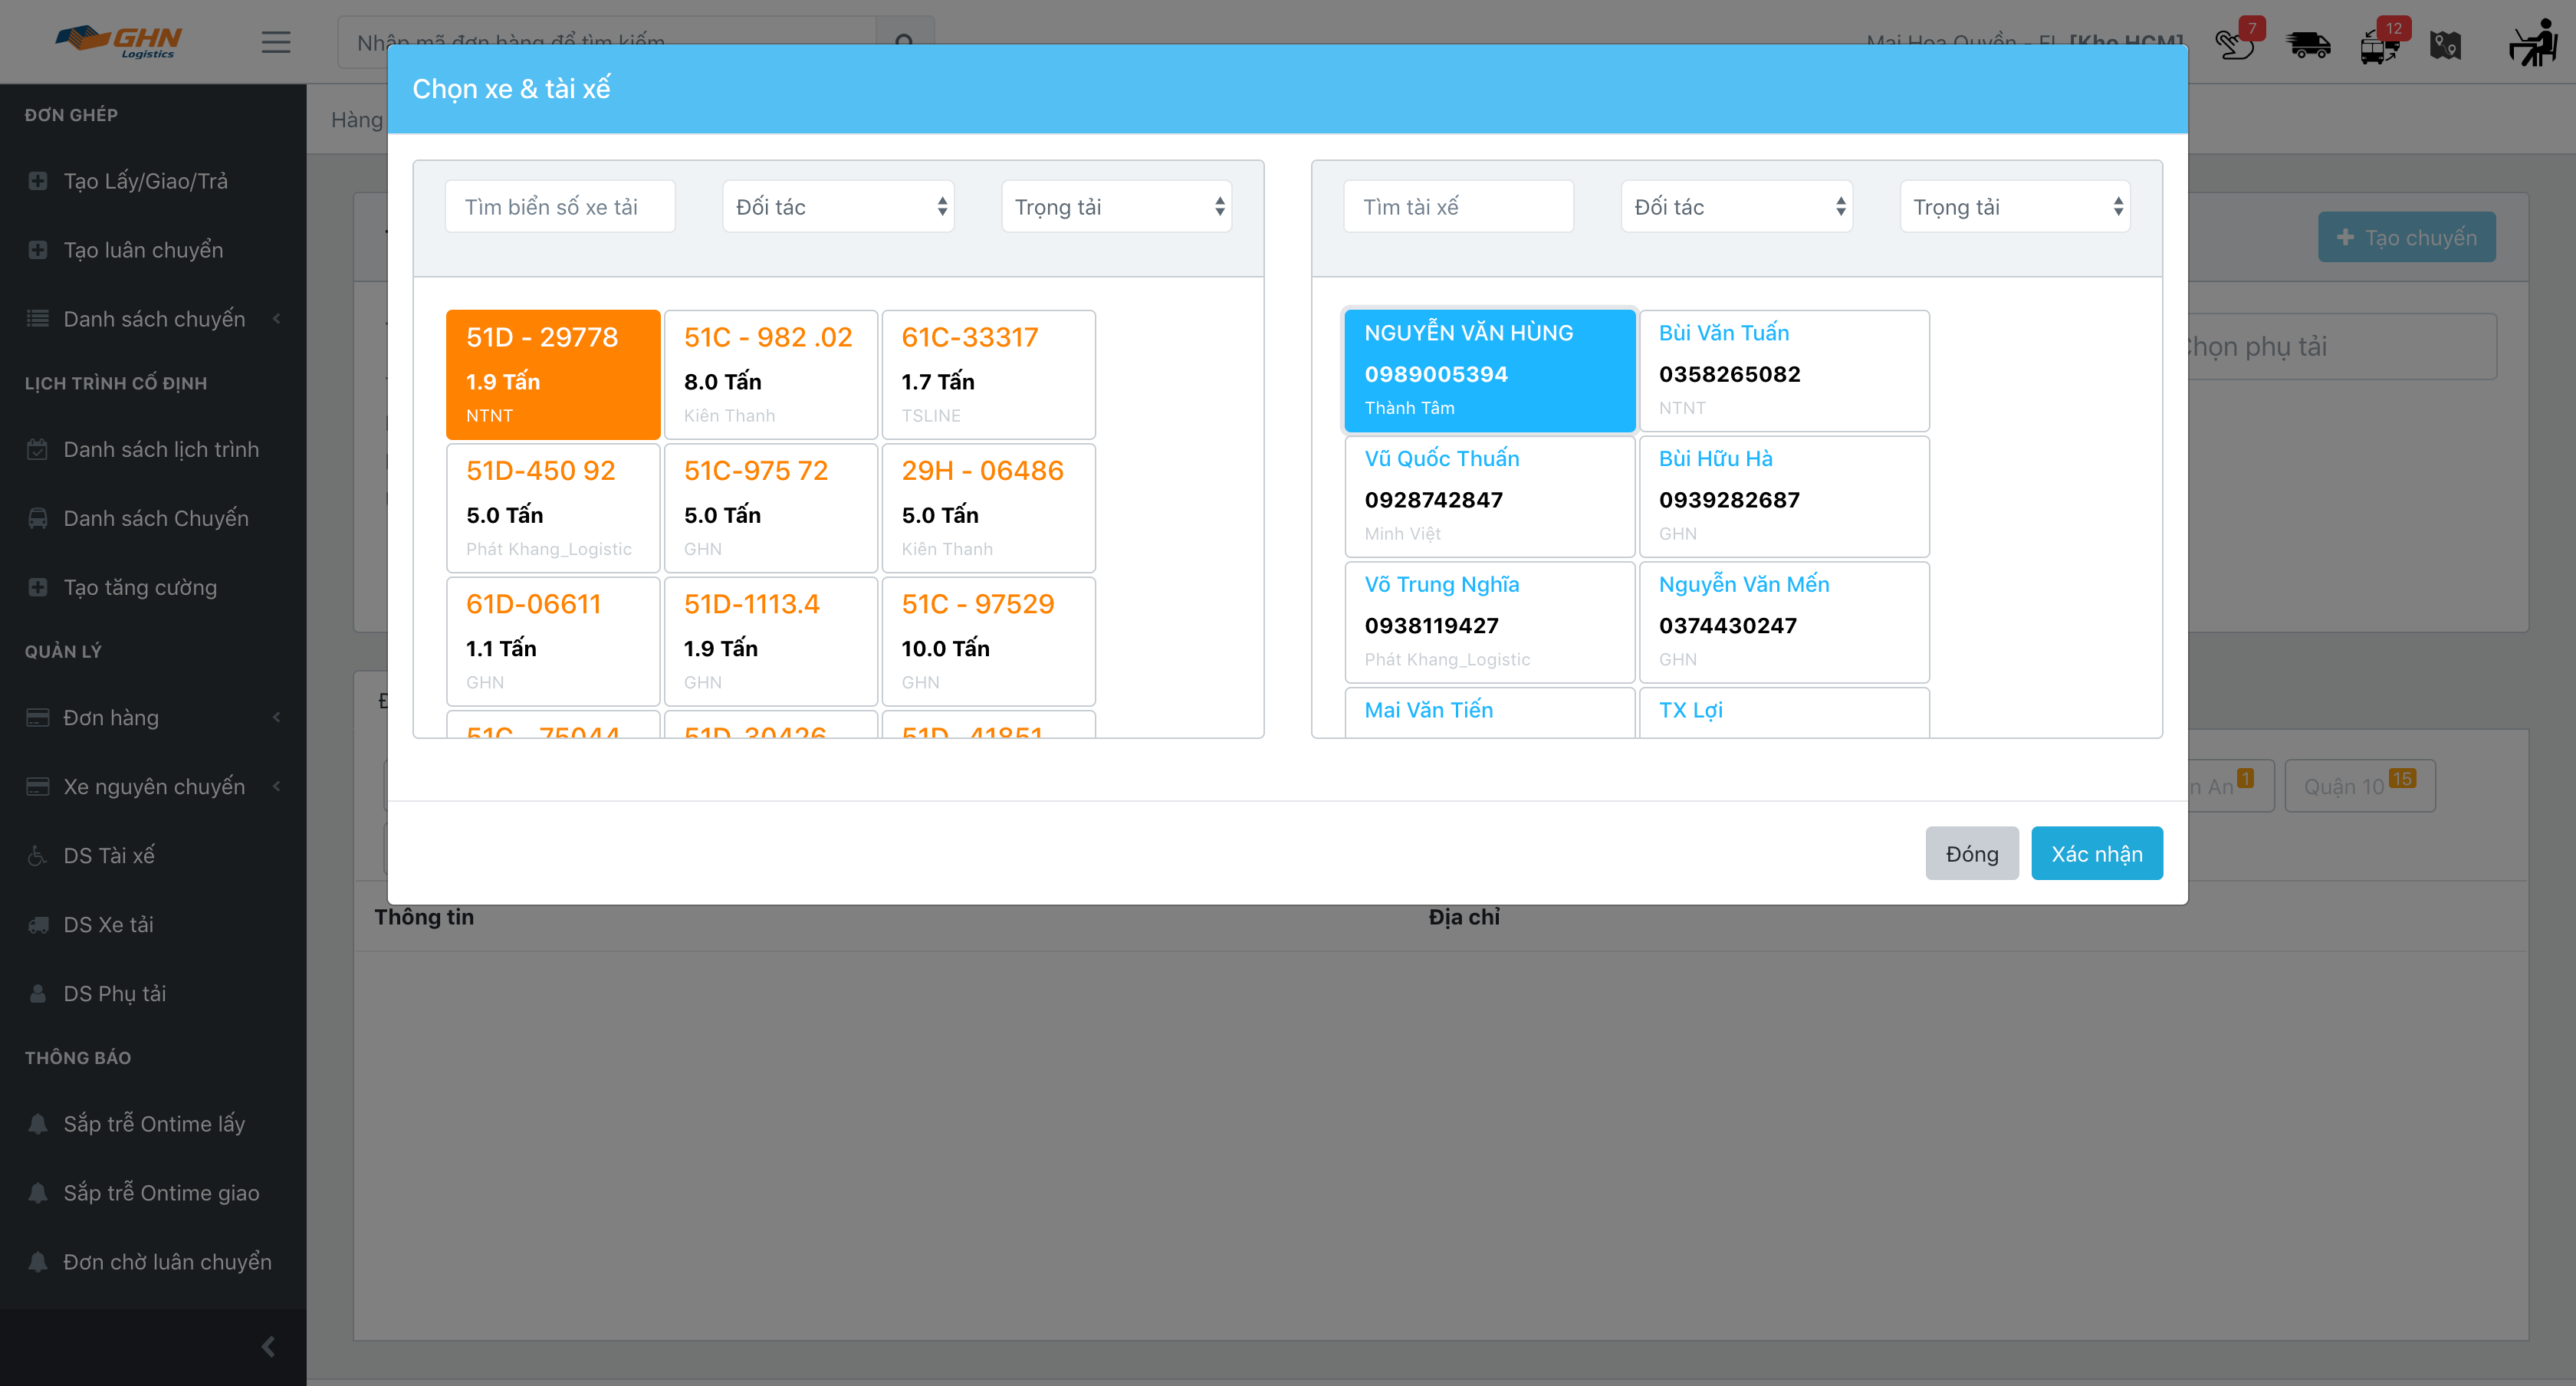 GHN
Logistics
Nhập mã đơn hàng để tìm kiếm
Mai Hoa Quyền - FL [Kho HCM]
7
12
ĐƠN GHÉP
Tạo Lấy/Giao/Trả
Tạo luân chuyển
Danh sách chuyến
LỊCH TRÌNH CỐ ĐỊNH
Danh sách lịch trình
Danh sách Chuyến
Tạo tăng cường
QUẢN LÝ
Đơn hàng
Xe nguyên chuyến
DS Tài xế
DS Xe tải
DS Phụ tải
THÔNG BÁO
Sắp trễ Ontime lấy
Sắp trễ Ontime giao
Đơn chờ luân chuyển
Hàng
Tạo chuyến
Chọn phụ tải
Chọn xe & tài xế
Tìm biển số xe tải
Đối tác
Trọng tải
51D - 29778
1.9 Tấn
NTNT
51C - 982 .02
8.0 Tấn
Kiên Thanh
61C-33317
1.7 Tấn
TSLINE
51D-450 92
5.0 Tấn
Phát Khang_Logistic
51C-975 72
5.0 Tấn
GHN
29H - 06486
5.0 Tấn
Kiên Thanh
61D-06611
1.1 Tấn
GHN
51D-1113.4
1.9 Tấn
GHN
51C - 97529
10.0 Tấn
GHN
51C - 75044
51D-30426
51D -41851
Tìm tài xế
Đối tác
Trọng tải
NGUYỄN VĂN HÙNG
0989005394
Thành Tâm
Bùi Văn Tuấn
0358265082
NTNT
Vũ Quốc Thuấn
0928742847
Minh Việt
Bùi Hữu Hà
0939282687
GHN
Võ Trung Nghĩa
0938119427
Phát Khang_Logistic
Nguyễn Văn Mến
0374430247
GHN
Mai Văn Tiến
TX Lợi
Đóng
Xác nhận
n An 1
Quận 10 15
Thông tin
Địa chỉ